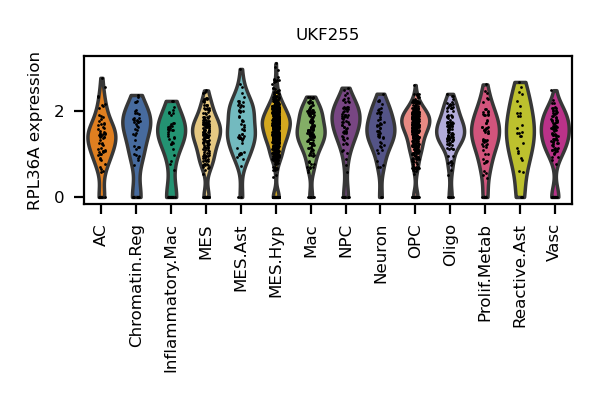 UKF255
RPL36A expression
2
0
AC
Chromatin.Reg
Inflammatory.Mac
MES
MES.Ast
MES.Hyp
Mac
NPC
Neuron
OPC
Oligo
Prolif.Metab
Reactive.Ast
Vasc